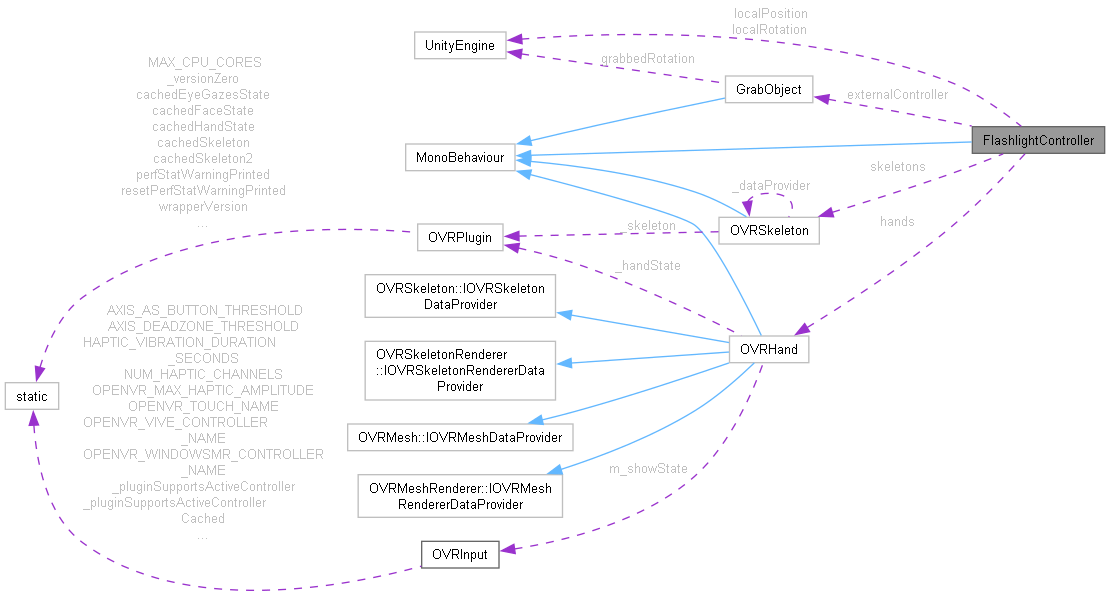 localPosition
localRotation
UnityEngine
_grabbedRotation
GrabObject
externalController
FlashlightController
MonoBehaviour
skeletons
_dataProvider
hands
OVRSkeleton
MAX_CPU_CORES
_versionZero
cachedEyeGazesState
cachedFaceState
cachedHandState
cachedSkeleton
cachedSkeleton2
perfStatWarningPrinted
resetPerfStatWarningPrinted
wrapperVersion
...
OVRPlugin
_skeleton
_handState
OVRSkeleton::IOVRSkeleton
DataProvider
OVRHand
OVRSkeletonRenderer
::IOVRSkeletonRendererData
Provider
OVRMesh::IOVRMeshDataProvider
OVRMeshRenderer::IOVRMesh
RendererDataProvider
m_showState
static
AXIS_AS_BUTTON_THRESHOLD
AXIS_DEADZONE_THRESHOLD
HAPTIC_VIBRATION_DURATION
_SECONDS
NUM_HAPTIC_CHANNELS
OPENVR_MAX_HAPTIC_AMPLITUDE
OPENVR_TOUCH_NAME
OPENVR_VIVE_CONTROLLER
_NAME
OPENVR_WINDOWSMR_CONTROLLER
_NAME
_pluginSupportsActiveController
_pluginSupportsActiveController
Cached
...
OVRInput